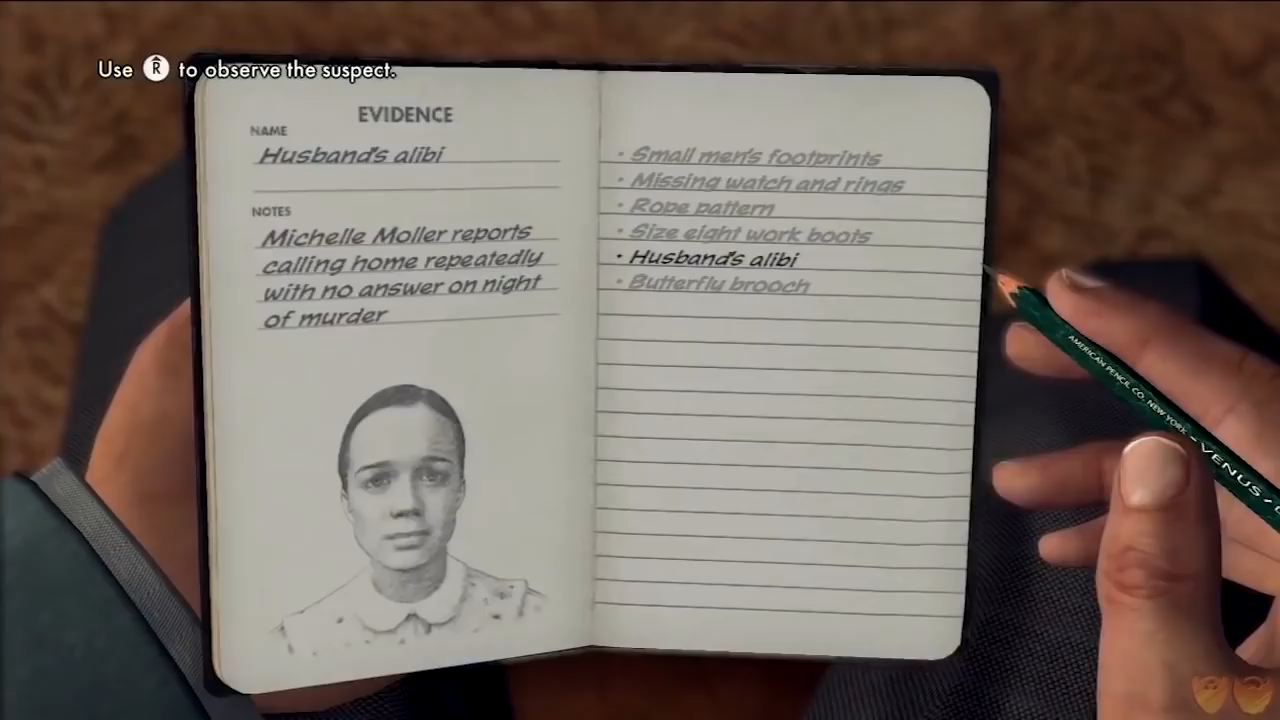 Use R to observe the suspect.
EVIDENCE
NAME
Husband's alibi
NOTES
Michelle Moller reports
calling home repeatedly
with no answer on night
of murder
• Small men's footprints
• Missing watch and rings
• Rope pattern
• Size eight work boots
• Husband's alibi
• Butterfly brooch
AMERICAN PENCIL CO. NEW YORK
VENUS